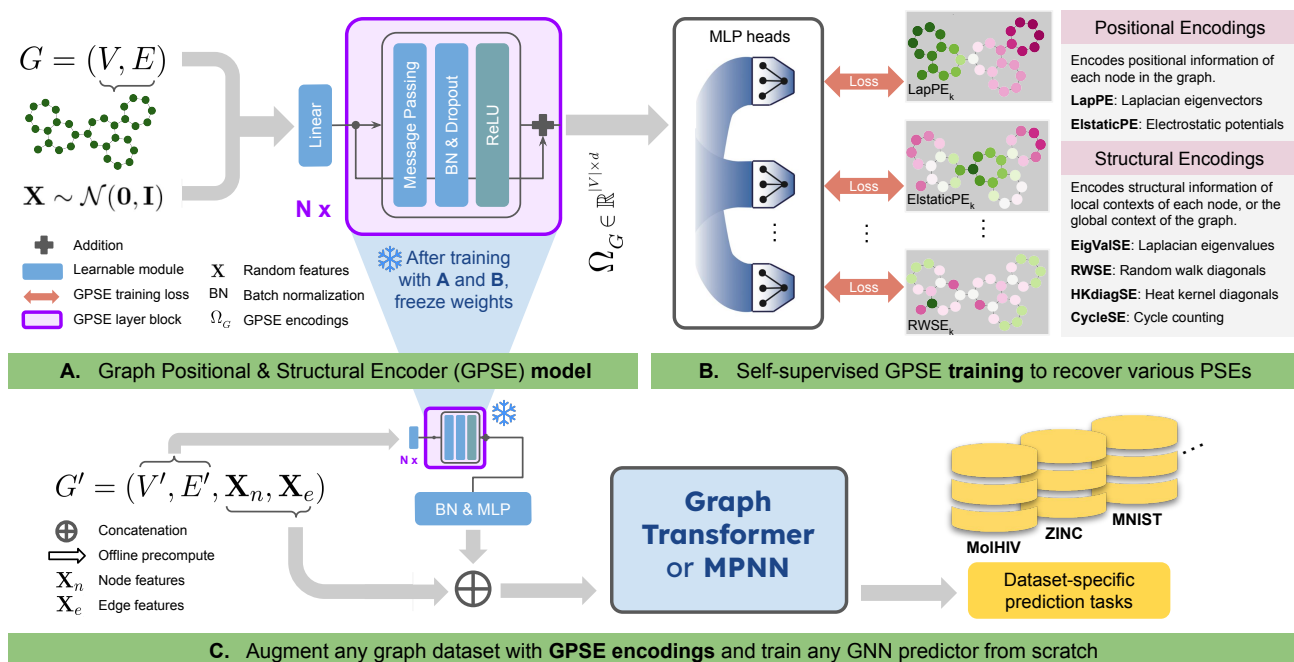 G = (V, E)
X ∼ N(0, I)
Linear
Message Passing
BN & Dropout
ReLU
N x
Addition
Learnable module
GPSE training loss
GPSE layer block
X Random features
BN Batch normalization
Ω_G GPSE encodings
After training
with A and B,
freeze weights
Ω_G ∈ ℝ^{|V|×d}
MLP heads
Loss
LapPE_k
Loss
ElstaticPE_k
⋮
⋮
⋮
Loss
RWSE_k
Positional Encodings
Encodes positional information of
each node in the graph.
LapPE: Laplacian eigenvectors
ElstaticPE: Electrostatic potentials
Structural Encodings
Encodes structural information of
local contexts of each node, or the
global context of the graph.
EigValSE: Laplacian eigenvalues
RWSE: Random walk diagonals
HKdiagSE: Heat kernel diagonals
CycleSE: Cycle counting
A. Graph Positional & Structural Encoder (GPSE) model
B. Self-supervised GPSE training to recover various PSEs
N x
G′ = (V′, E′, X_n, X_e)
BN & MLP
Concatenation
Offline precompute
X_n Node features
X_e Edge features
Graph
Transformer
or MPNN
MolHIV
ZINC
MNIST
...
Dataset-specific
prediction tasks
C. Augment any graph dataset with GPSE encodings and train any GNN predictor from scratch